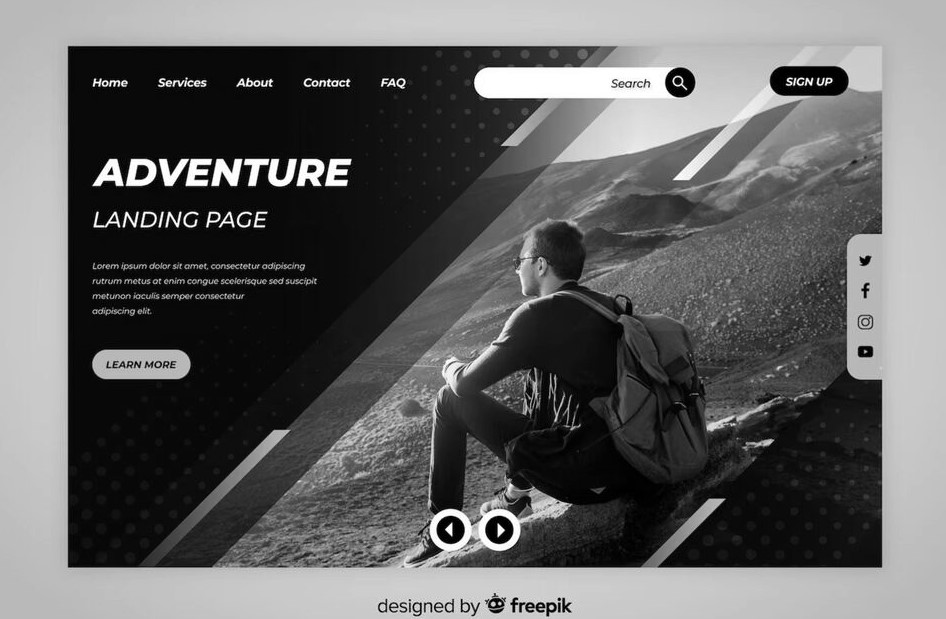 Home Services About Contact FAQ Search SIGN UP
ADVENTURE
LANDING PAGE
Lorem ipsum dolor sit amet, consectetur adipiscing
rutrum metus at enim congue scelerisque sed suscipit
metunon iaculis semper consectetur
adipiscing elit.
LEARN MORE
designed by freepik